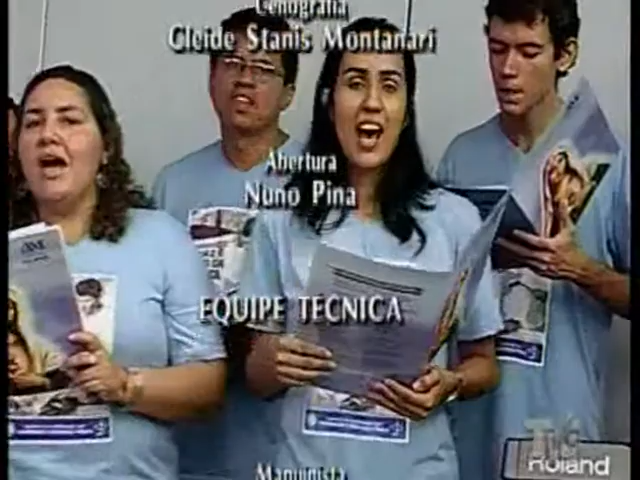 Cenografia
Cleide Stanis Montanari
Abertura
Nuno Pina
EQUIPE TÉCNICA
Maquinista
Roland